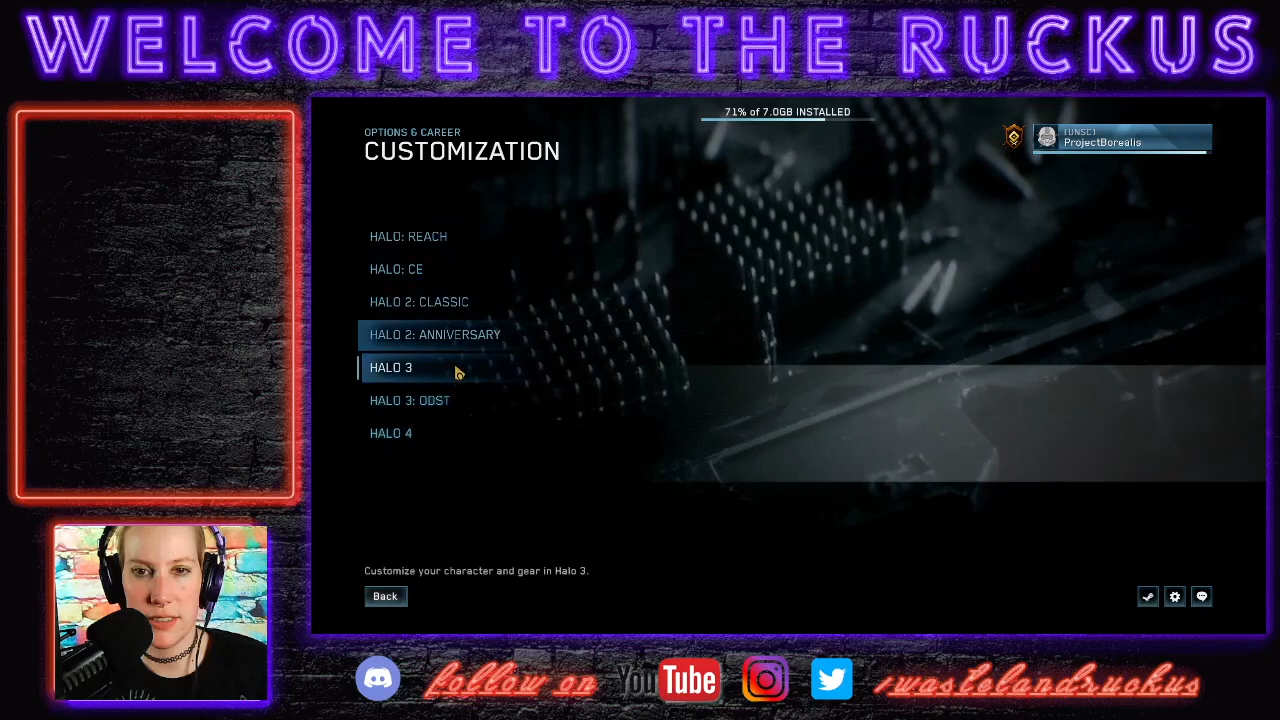 WELCOME TO THE RUCKUS
71% of 7.0GB INSTALLED
OPTIONS & CAREER
CUSTOMIZATION
[UNSC]
ProjectBorealis
HALO: REACH
HALO: CE
HALO 2: CLASSIC
HALO 2: ANNIVERSARY
HALO 3
HALO 3: ODST
HALO 4
Customize your character and gear in Halo 3.
Back
follow on YouTube /wastelandruckus